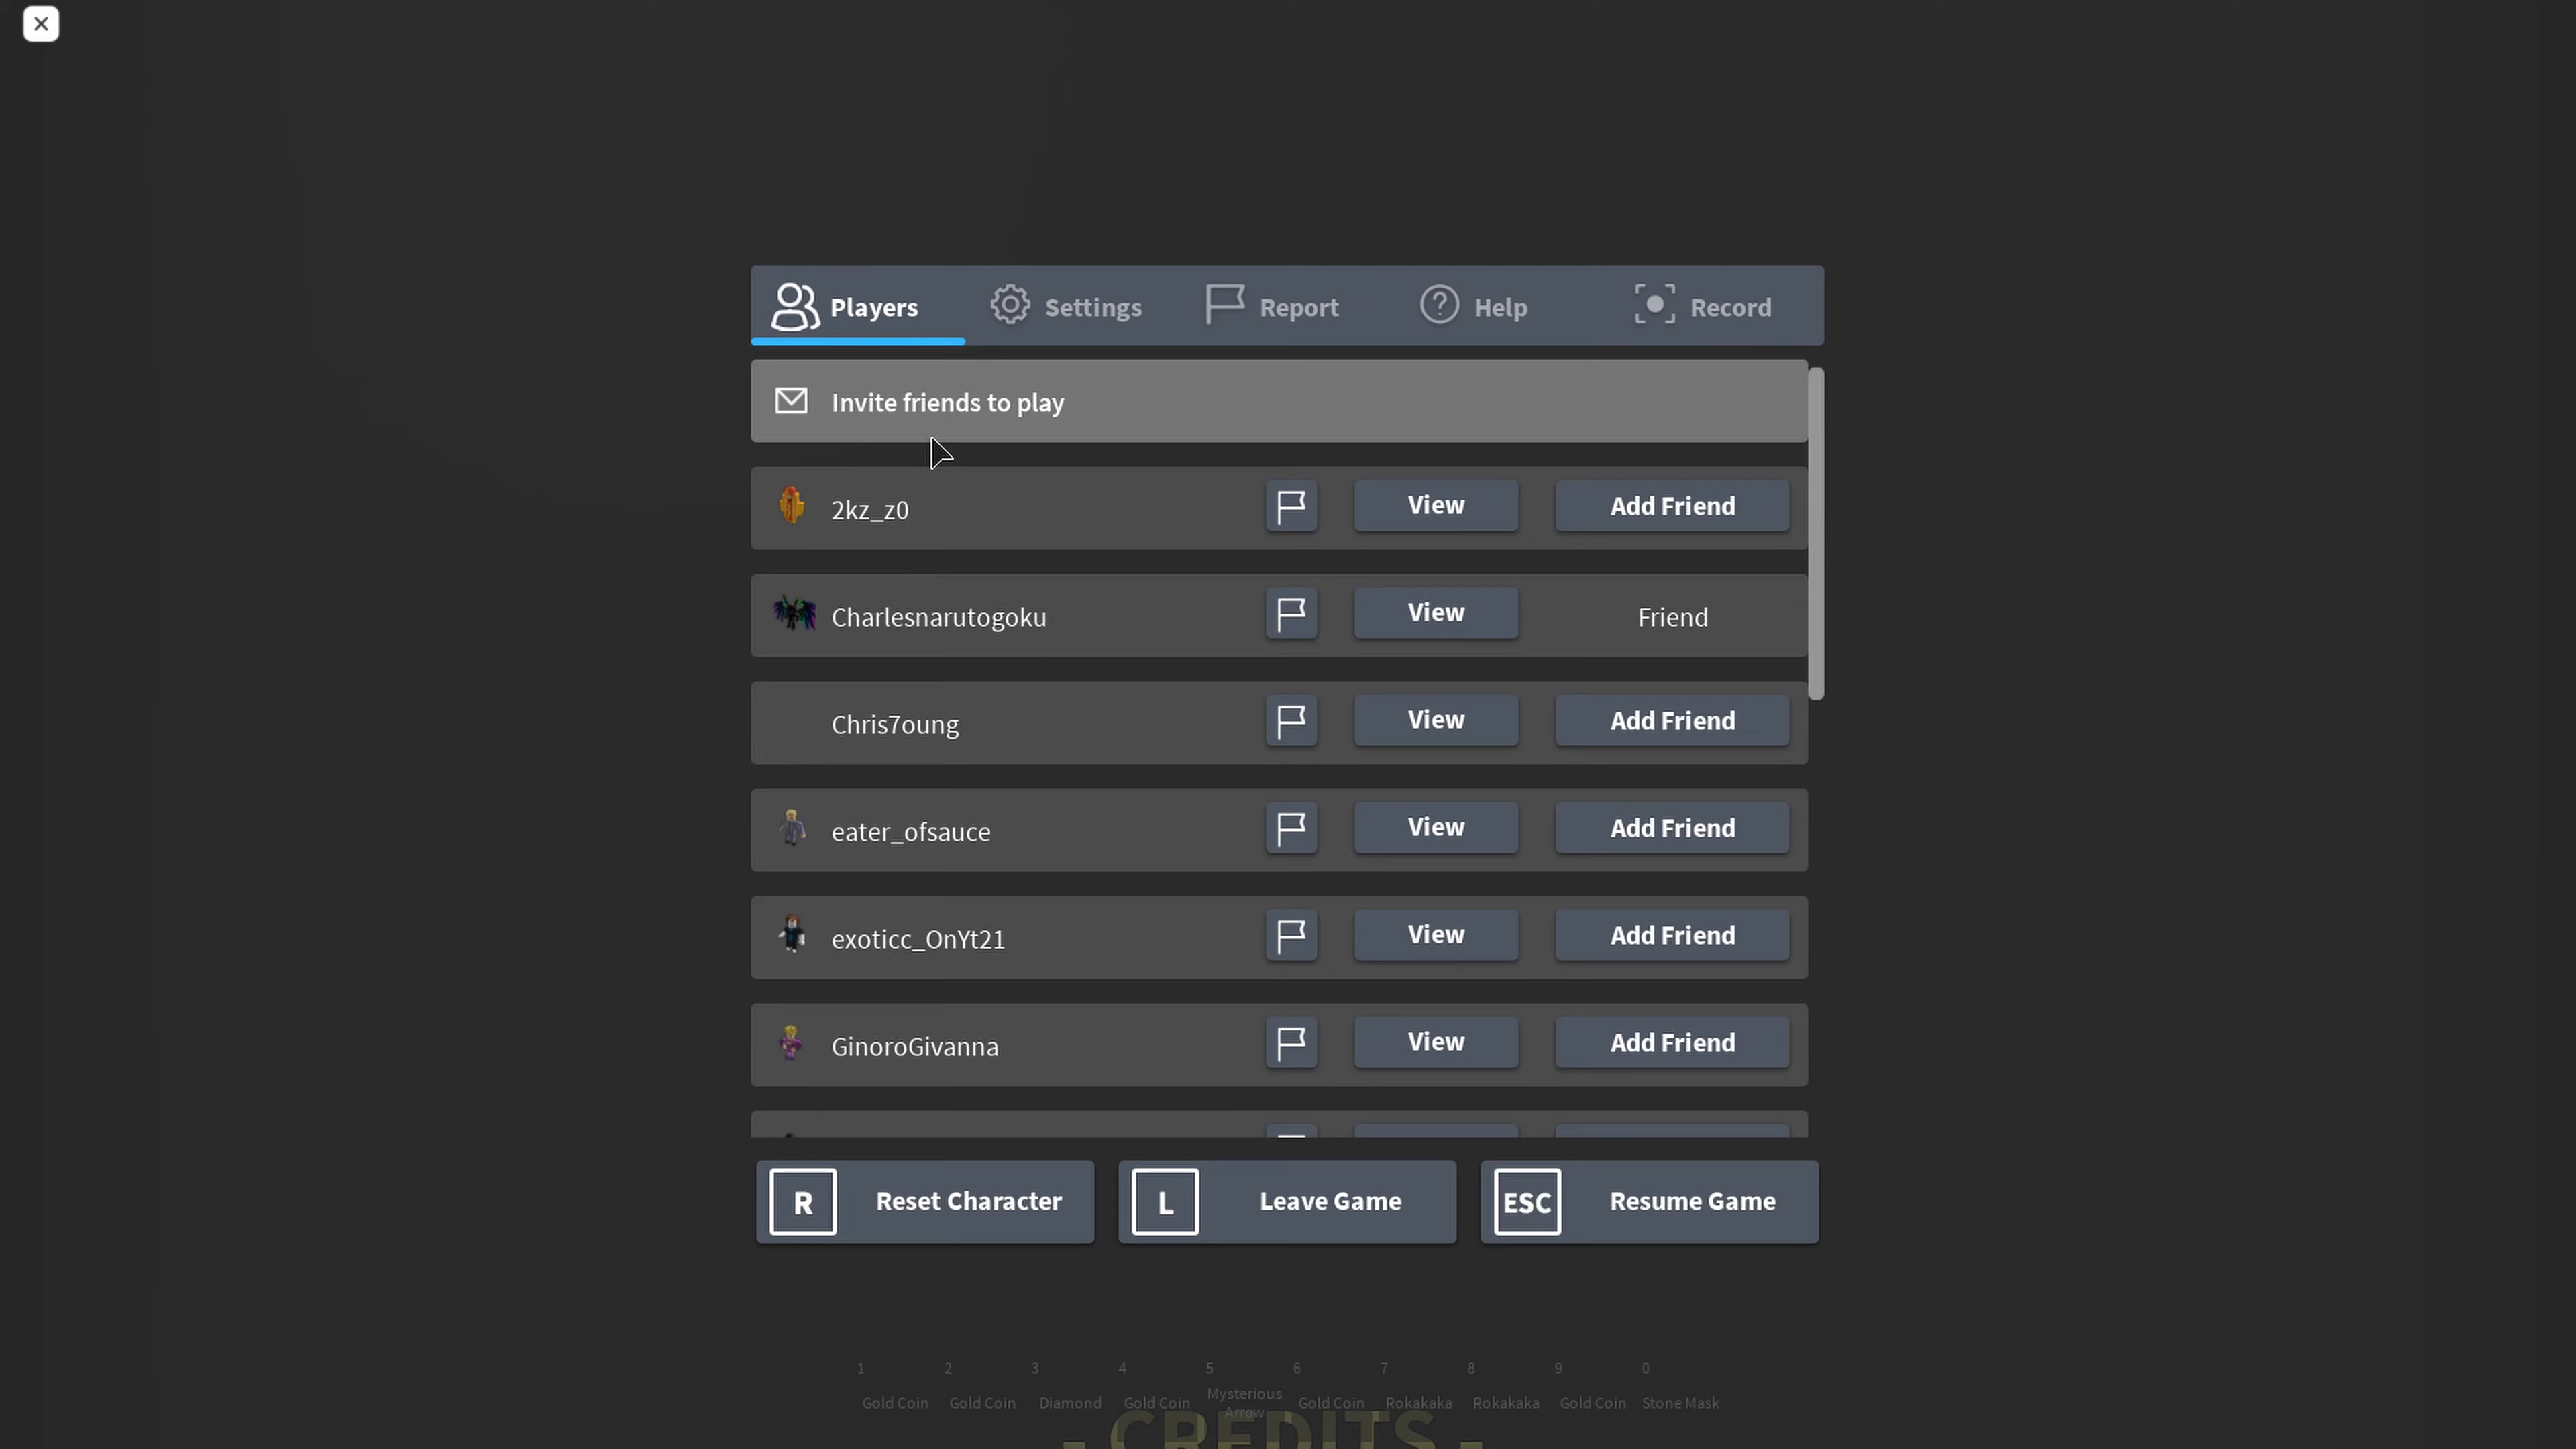 Players Settings Report Help Record
Invite friends to play
2kz_z0 View Add Friend
Charlesnarutogoku View Friend
Chris7oung View Add Friend
eater_ofsauce View Add Friend
exoticc_OnYt21 View Add Friend
GinoroGivanna View Add Friend
R Reset Character L Leave Game ESC Resume Game
1 2 3 4 5 6 7 8 9 0
Gold Coin Gold Coin Diamond Gold Coin Mysterious Arrow Gold Coin Rokakaka Rokakaka Gold Coin Stone Mask
- CREDITS -